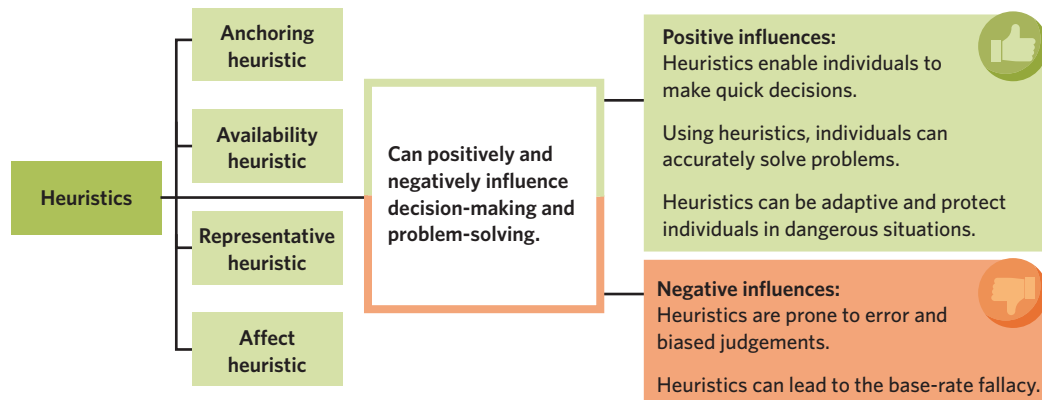 Heuristics
Anchoring
heuristic
Availability
heuristic
Representative
heuristic
Affect
heuristic
Can positively and
negatively influence
decision-making and
problem-solving.
Positive influences:
Heuristics enable individuals to
make quick decisions.
Using heuristics, individuals can
accurately solve problems.
Heuristics can be adaptive and protect
individuals in dangerous situations.
Negative influences:
Heuristics are prone to error and
biased judgements.
Heuristics can lead to the base-rate fallacy.